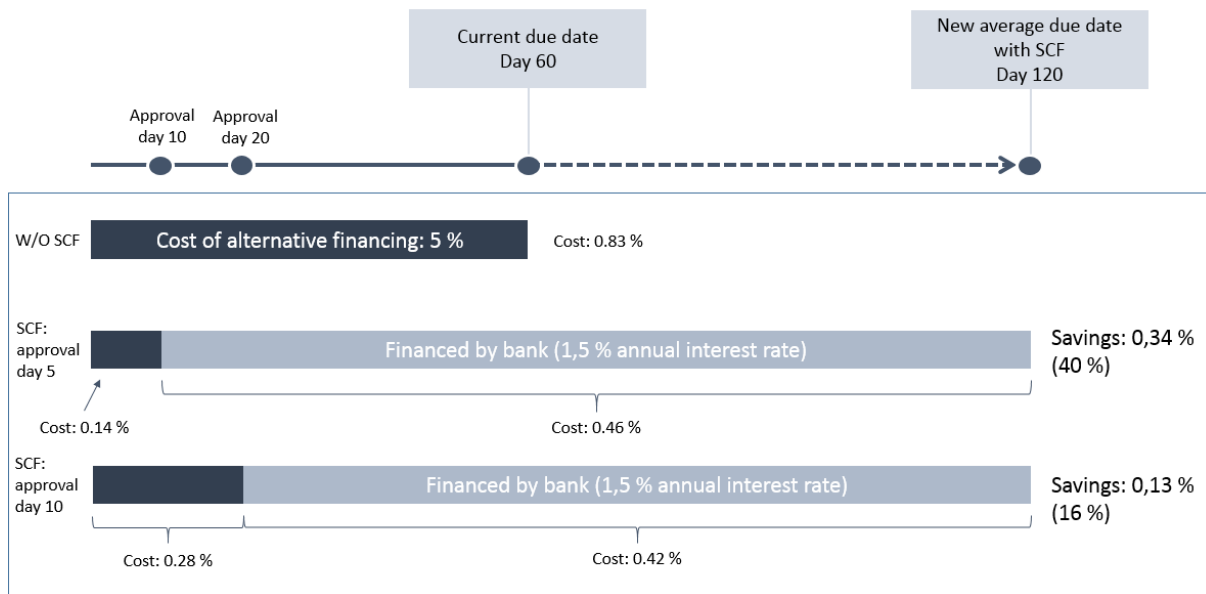 Current due date
Day 60
New average due date
with SCF
Day 120
Approval
day 10
Approval
day 20
W/O SCF
Cost of alternative financing: 5 %
Cost: 0.83 %
SCF:
approval
day 5
Financed by bank (1,5 % annual interest rate)
Savings: 0,34 %
(40 %)
Cost: 0.14 %
Cost: 0.46 %
SCF:
approval
day 10
Financed by bank (1,5 % annual interest rate)
Savings: 0,13 %
(16 %)
Cost: 0.28 %
Cost: 0.42 %